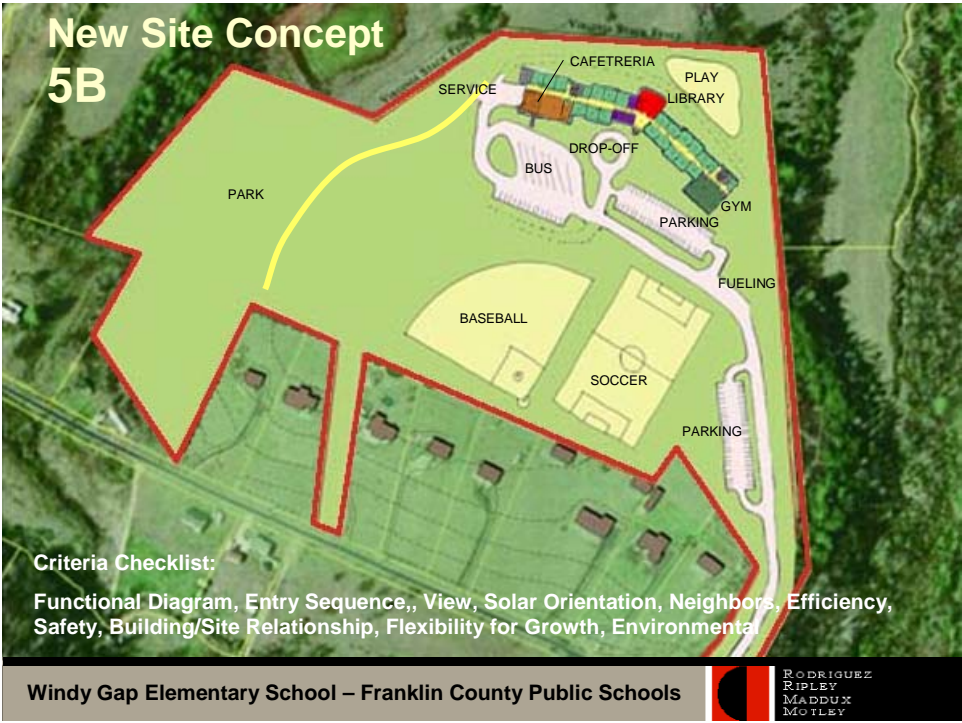 New Site Concept
5B
CAFETRERIA
PLAY
SERVICE
LIBRARY
DROP-OFF
BUS
PARK
GYM
PARKING
FUELING
BASEBALL
SOCCER
PARKING
Criteria Checklist:
Functional Diagram, Entry Sequence,, View, Solar Orientation, Neighbors, Efficiency,
Safety, Building/Site Relationship, Flexibility for Growth, Environmental
Windy Gap Elementary School – Franklin County Public Schools
RODRIGUEZ
RIPLEY
MADDUX
MOTLEY